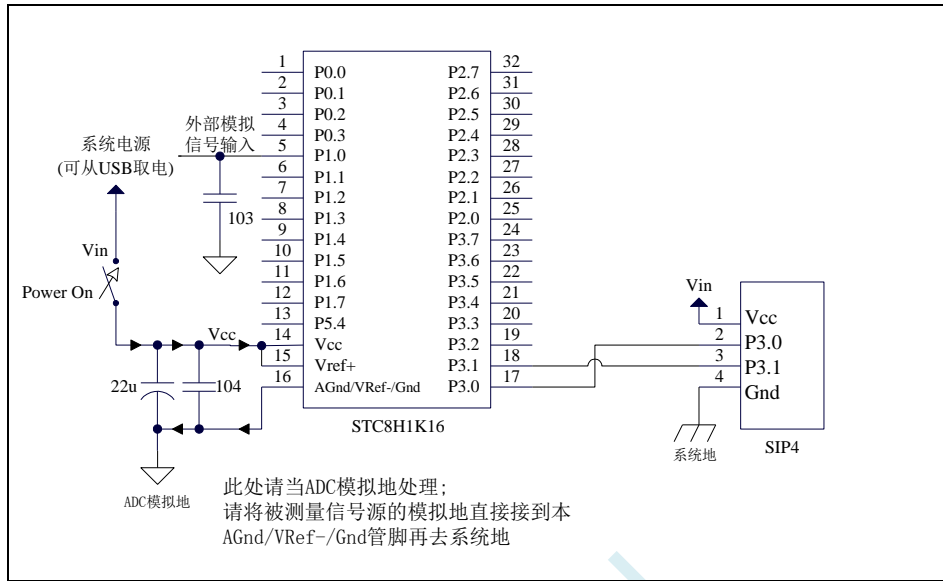 1 P0.0 P2.7 32
2 P0.1 P2.6 31
3 P0.2 P2.5 30
4 P0.3 P2.4 29
外部模拟
信号输入
5 P1.0 P2.3 28
6 P1.1 P2.2 27
7 P1.2 P2.1 26
8 P1.3 P2.0 25
9 P1.4 P3.7 24
10 P1.5 P3.6 23
11 P1.6 P3.5 22
12 P1.7 P3.4 21
13 P5.4 P3.3 20
14 Vcc P3.2 19
15 Vref+ P3.1 18
16 AGnd/VRef-/Gnd P3.0 17
STC8H1K16
系统电源
(可从USB取电)
103
Vin
Power On
Vcc
22u
104
ADC模拟地
Vin
1 Vcc
2 P3.0
3 P3.1
4 Gnd
系统地
SIP4
此处请当ADC模拟地处理;
请将被测量信号源的模拟地直接接到本
AGnd/VRef-/Gnd管脚再去系统地